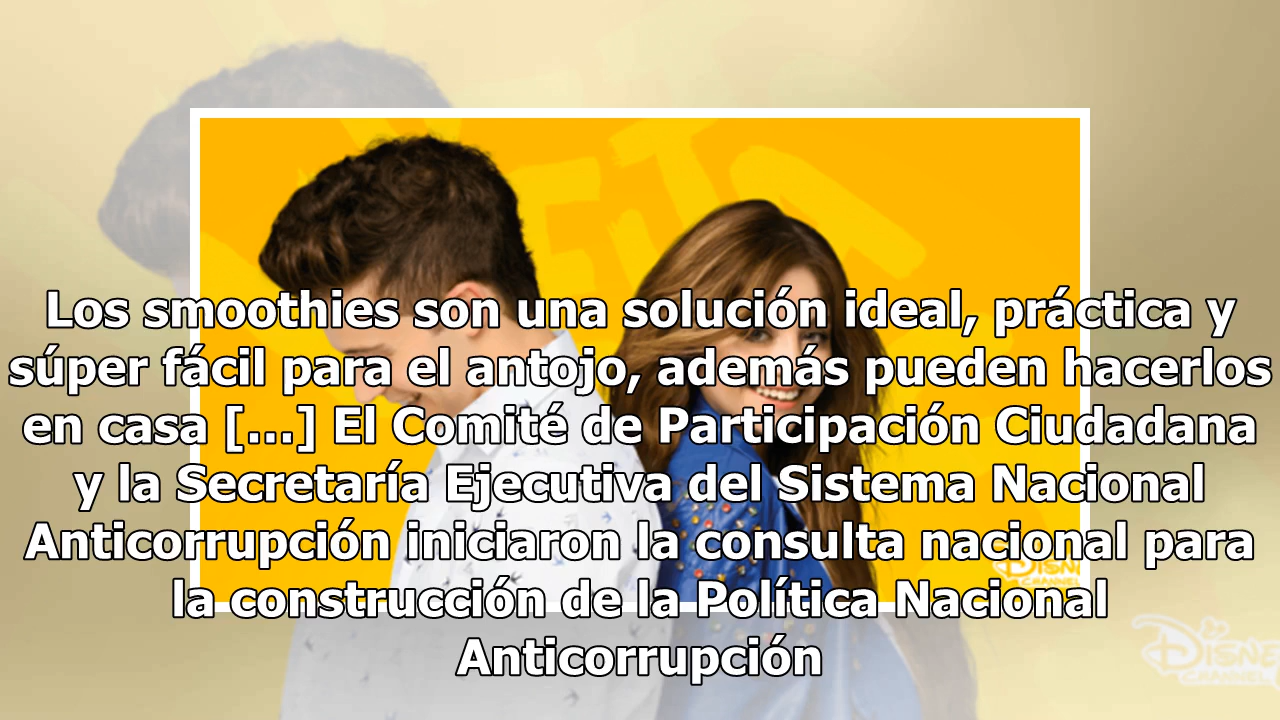 Los smoothies son una solución ideal, práctica y
súper fácil para el antojo, además pueden hacerlos
en casa [...] El Comité de Participación Ciudadana
y la Secretaría Ejecutiva del Sistema Nacional
Anticorrupción iniciaron la consulta nacional para
la construcción de la Política Nacional
Anticorrupción
DISNE
CHANNEL